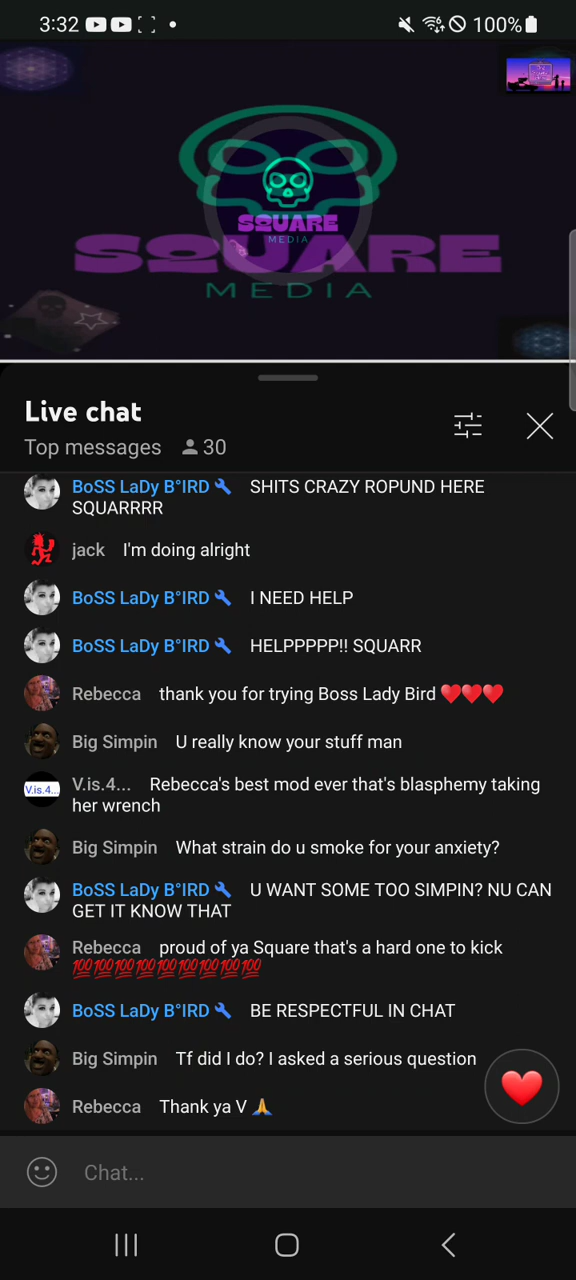 3:32
100%
SQUARE
MEDIA
SQUARE
MEDIA
Live chat
Top messages 30
BoSS LaDy B°IRD SHITS CRAZY ROPUND HERE
SQUARRRR
jack I'm doing alright
BoSS LaDy B°IRD I NEED HELP
BoSS LaDy B°IRD HELPPPPP!! SQUARR
Rebecca thank you for trying Boss Lady Bird ❤️❤️❤️
Big Simpin U really know your stuff man
V.is.4...
V.is.4... Rebecca's best mod ever that's blasphemy taking
her wrench
Big Simpin What strain do u smoke for your anxiety?
BoSS LaDy B°IRD U WANT SOME TOO SIMPIN? NU CAN
GET IT KNOW THAT
Rebecca proud of ya Square that's a hard one to kick
💯💯💯💯💯💯💯💯💯
BoSS LaDy B°IRD BE RESPECTFUL IN CHAT
Big Simpin Tf did I do? I asked a serious question
Rebecca Thank ya V 🙏
Chat...